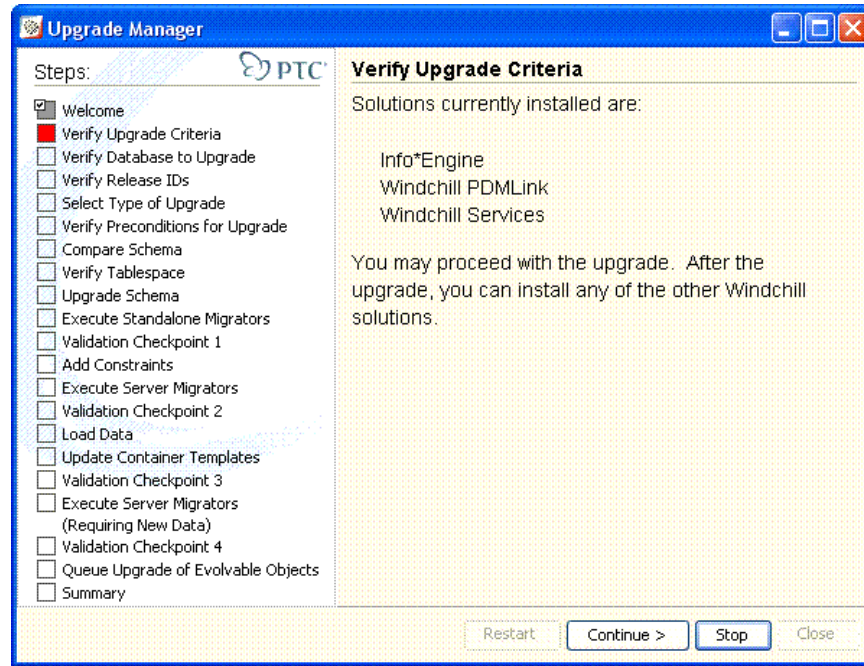 Upgrade Manager
Steps:
PTC
Welcome
Verify Upgrade Criteria
Verify Database to Upgrade
Verify Release IDs
Select Type of Upgrade
Verify Preconditions for Upgrade
Compare Schema
Verify Tablespace
Upgrade Schema
Execute Standalone Migrators
Validation Checkpoint 1
Add Constraints
Execute Server Migrators
Validation Checkpoint 2
Load Data
Update Container Templates
Validation Checkpoint 3
Execute Server Migrators
(Requiring New Data)
Validation Checkpoint 4
Queue Upgrade of Evolvable Objects
Summary
Verify Upgrade Criteria
Solutions currently installed are:
Info*Engine
Windchill PDMLink
Windchill Services
You may proceed with the upgrade. After the
upgrade, you can install any of the other Windchill
solutions.
Restart
Continue >
Stop
Close